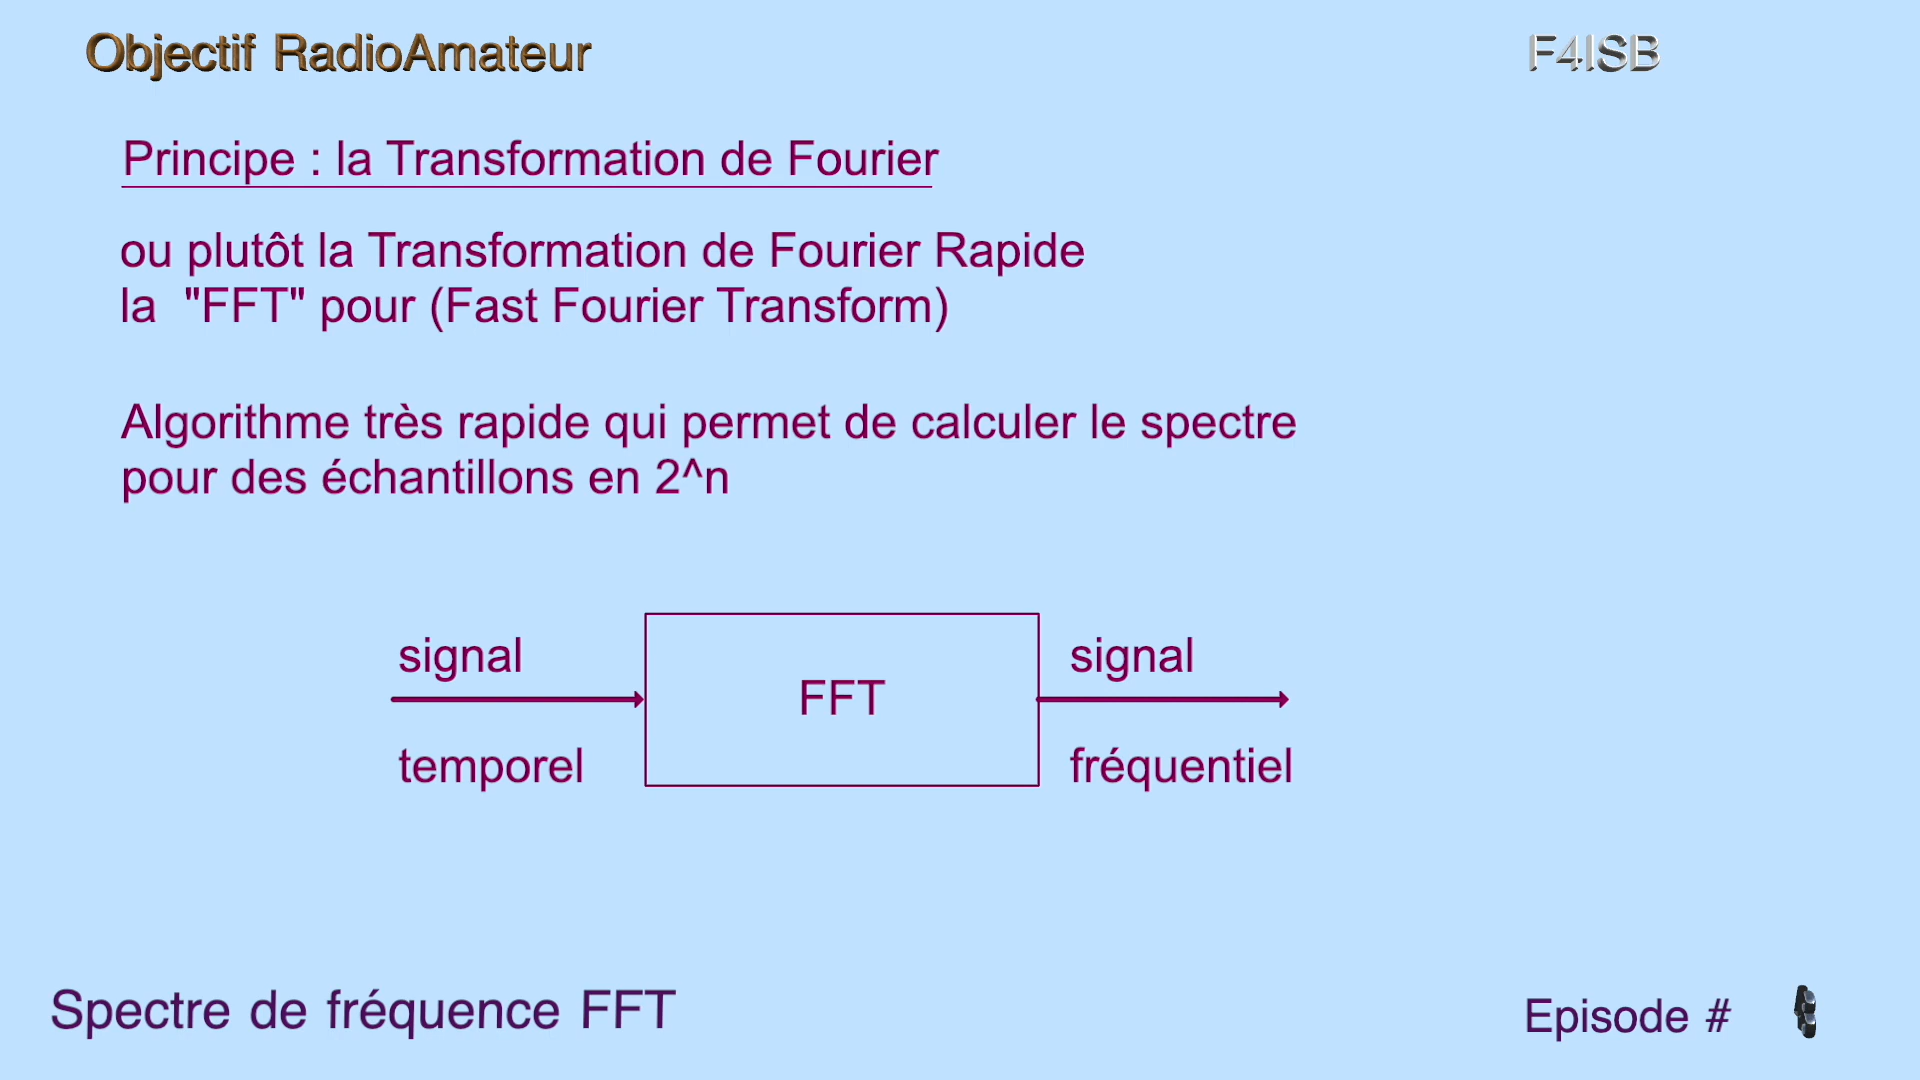 Objectif RadioAmateur
F4ISB
Principe : la Transformation de Fourier
ou plutôt la Transformation de Fourier Rapide
la "FFT" pour (Fast Fourier Transform)
Algorithme très rapide qui permet de calculer le spectre
pour des échantillons en 2^n
signal
temporel
FFT
signal
fréquentiel
Spectre de fréquence FFT
Episode #